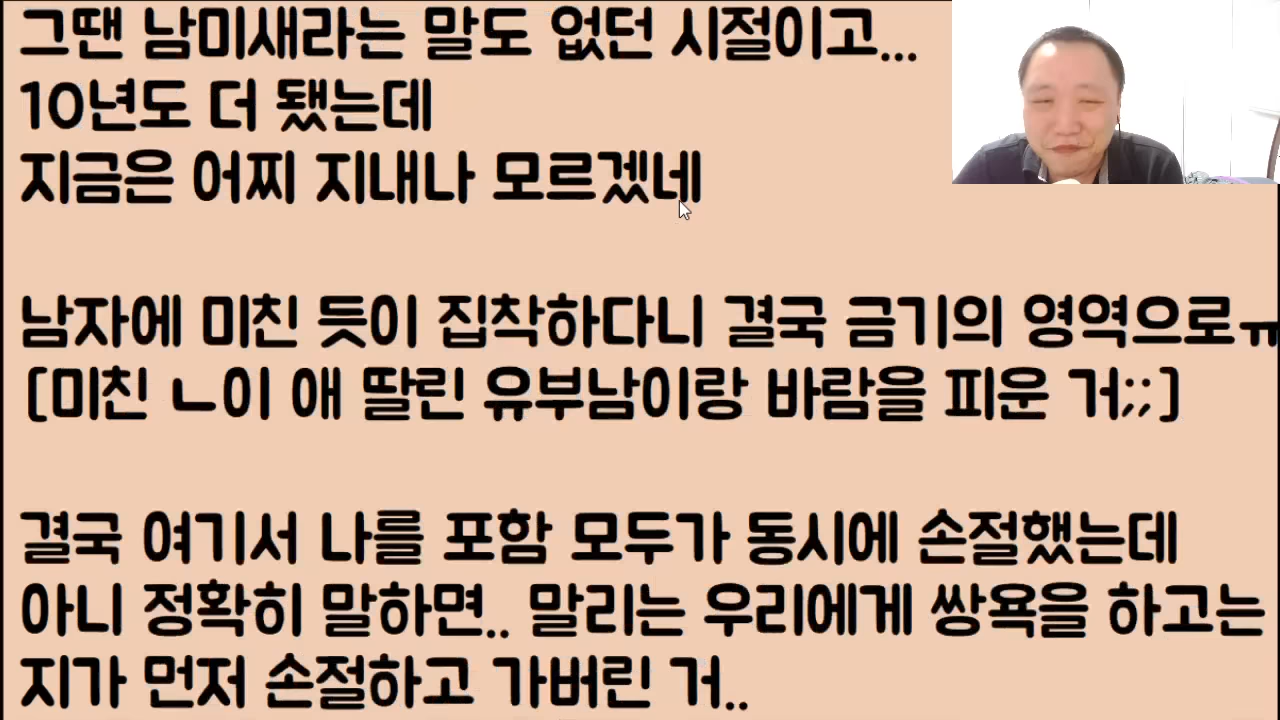 그땐 남미새라는 말도 없던 시절이고...
10년도 더 됐는데
지금은 어찌 지내나 모르겠네
남자에 미친 듯이 집착하다니 결국 금기의 영역으로ㅠ
[미친 ㄴ이 애 딸린 유부남이랑 바람을 피운 거;;]
결국 여기서 나를 포함 모두가 동시에 손절했는데
아니 정확히 말하면.. 말리는 우리에게 쌍욕을 하고는
지가 먼저 손절하고 가버린 거..